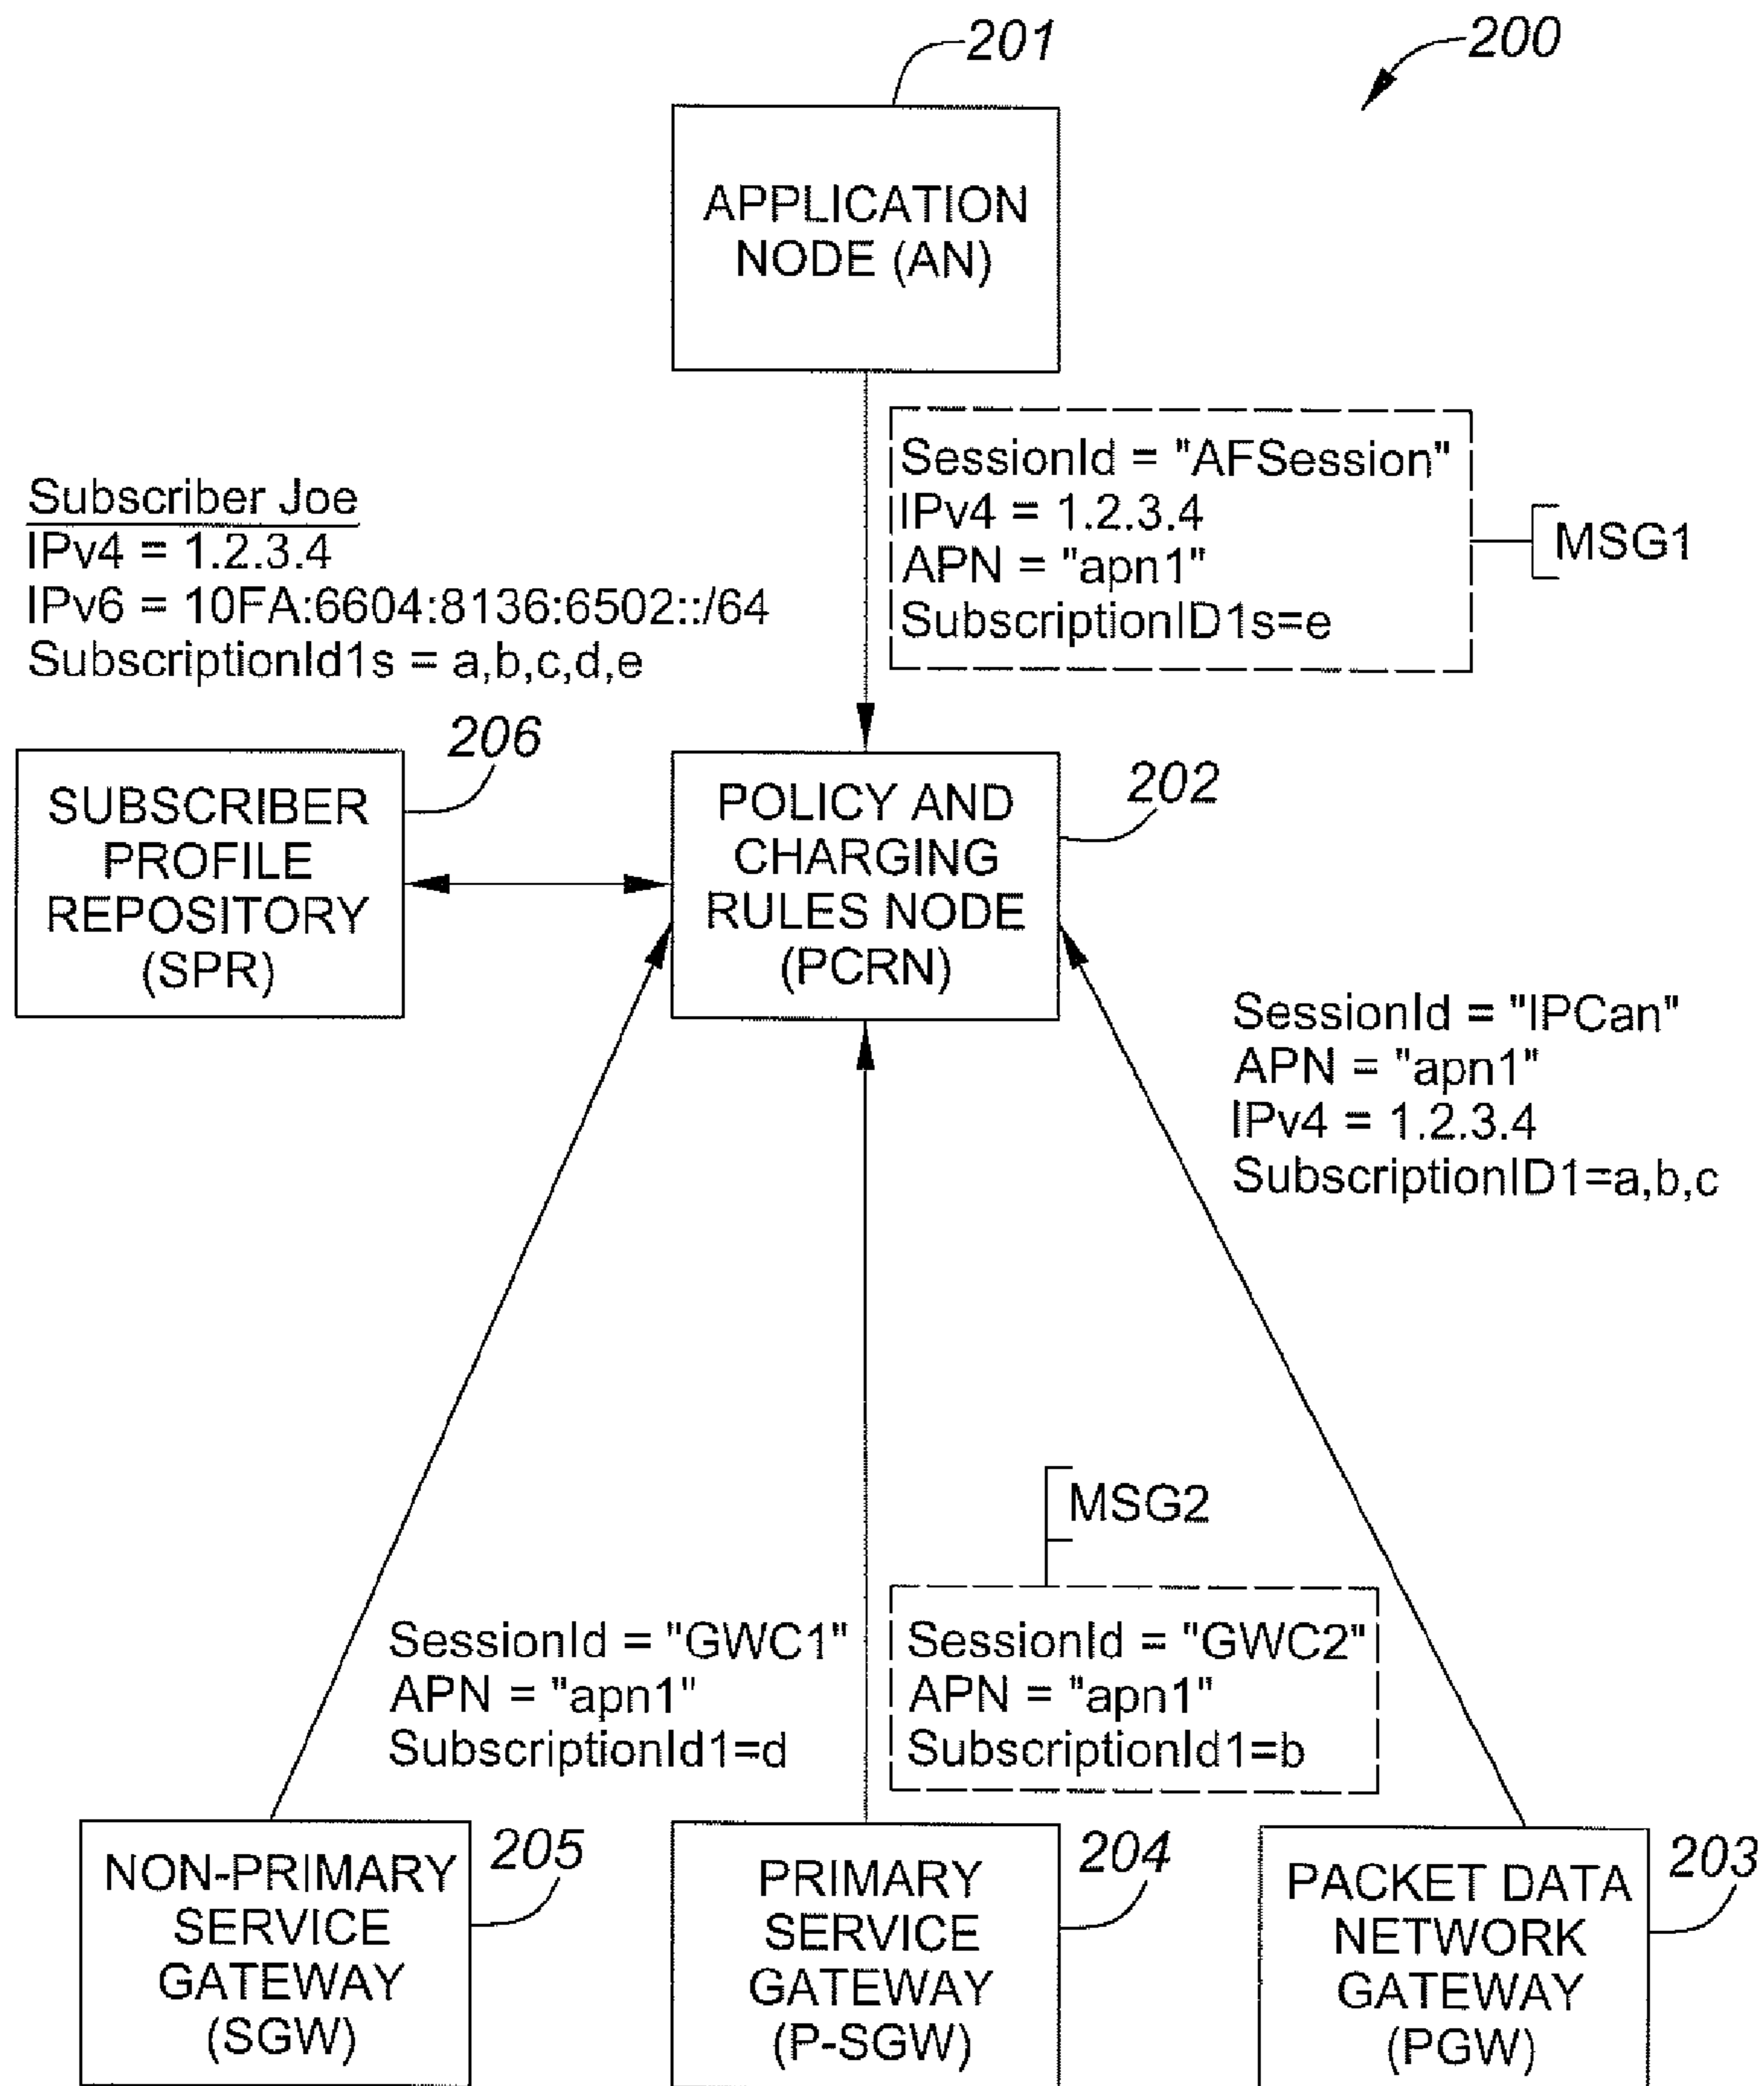 201
200
APPLICATION
NODE (AN)
SessionId = "AFSession"
IPv4 = 1.2.3.4
APN = "apn1"
SubscriptionID1s=e
MSG1
Subscriber Joe
IPv4 = 1.2.3.4
IPv6 = 10FA:6604:8136:6502::/64
SubscriptionId1s = a,b,c,d,e
206
SUBSCRIBER
PROFILE
REPOSITORY
(SPR)
POLICY AND
CHARGING
RULES NODE
(PCRN)
202
SessionId = "IPCan"
APN = "apn1"
IPv4 = 1.2.3.4
SubscriptionID1=a,b,c
MSG2
SessionId = "GWC1"
APN = "apn1"
SubscriptionId1=d
SessionId = "GWC2"
APN = "apn1"
SubscriptionId1=b
NON-PRIMARY
SERVICE
GATEWAY
(SGW)
205
PRIMARY
SERVICE
GATEWAY
(P-SGW)
204
PACKET DATA
NETWORK
GATEWAY
(PGW)
203